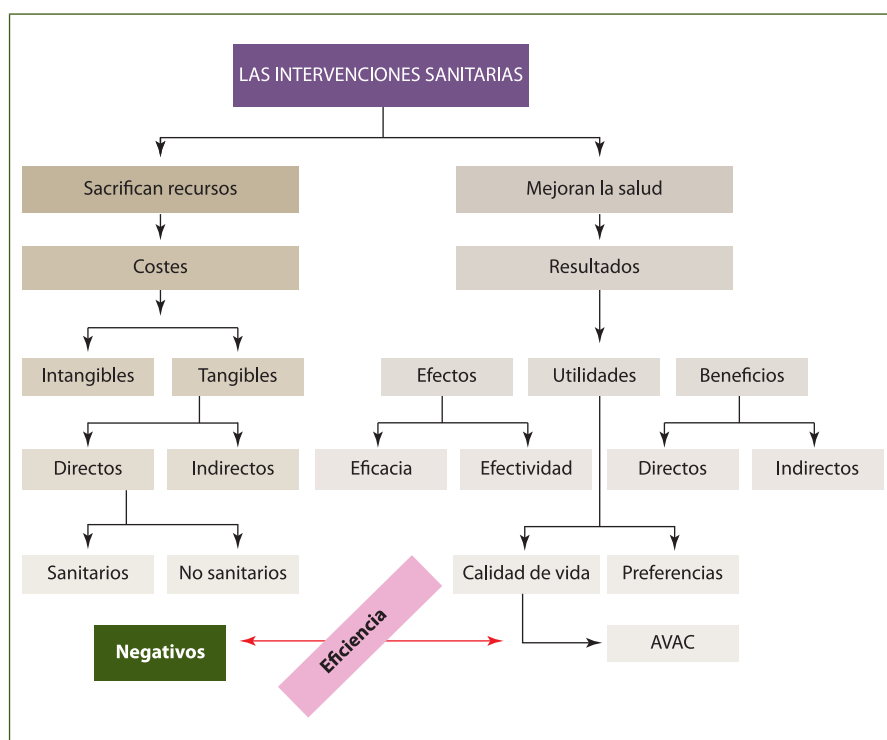 LAS INTERVENCIONES SANITARIAS
Sacrifican recursos
Mejoran la salud
Costes
Resultados
Intangibles
Tangibles
Efectos
Utilidades
Beneficios
Directos
Indirectos
Eficacia
Efectividad
Directos
Indirectos
Sanitarios
No sanitarios
Calidad de vida
Preferencias
Negativos
Eficiencia
AVAC